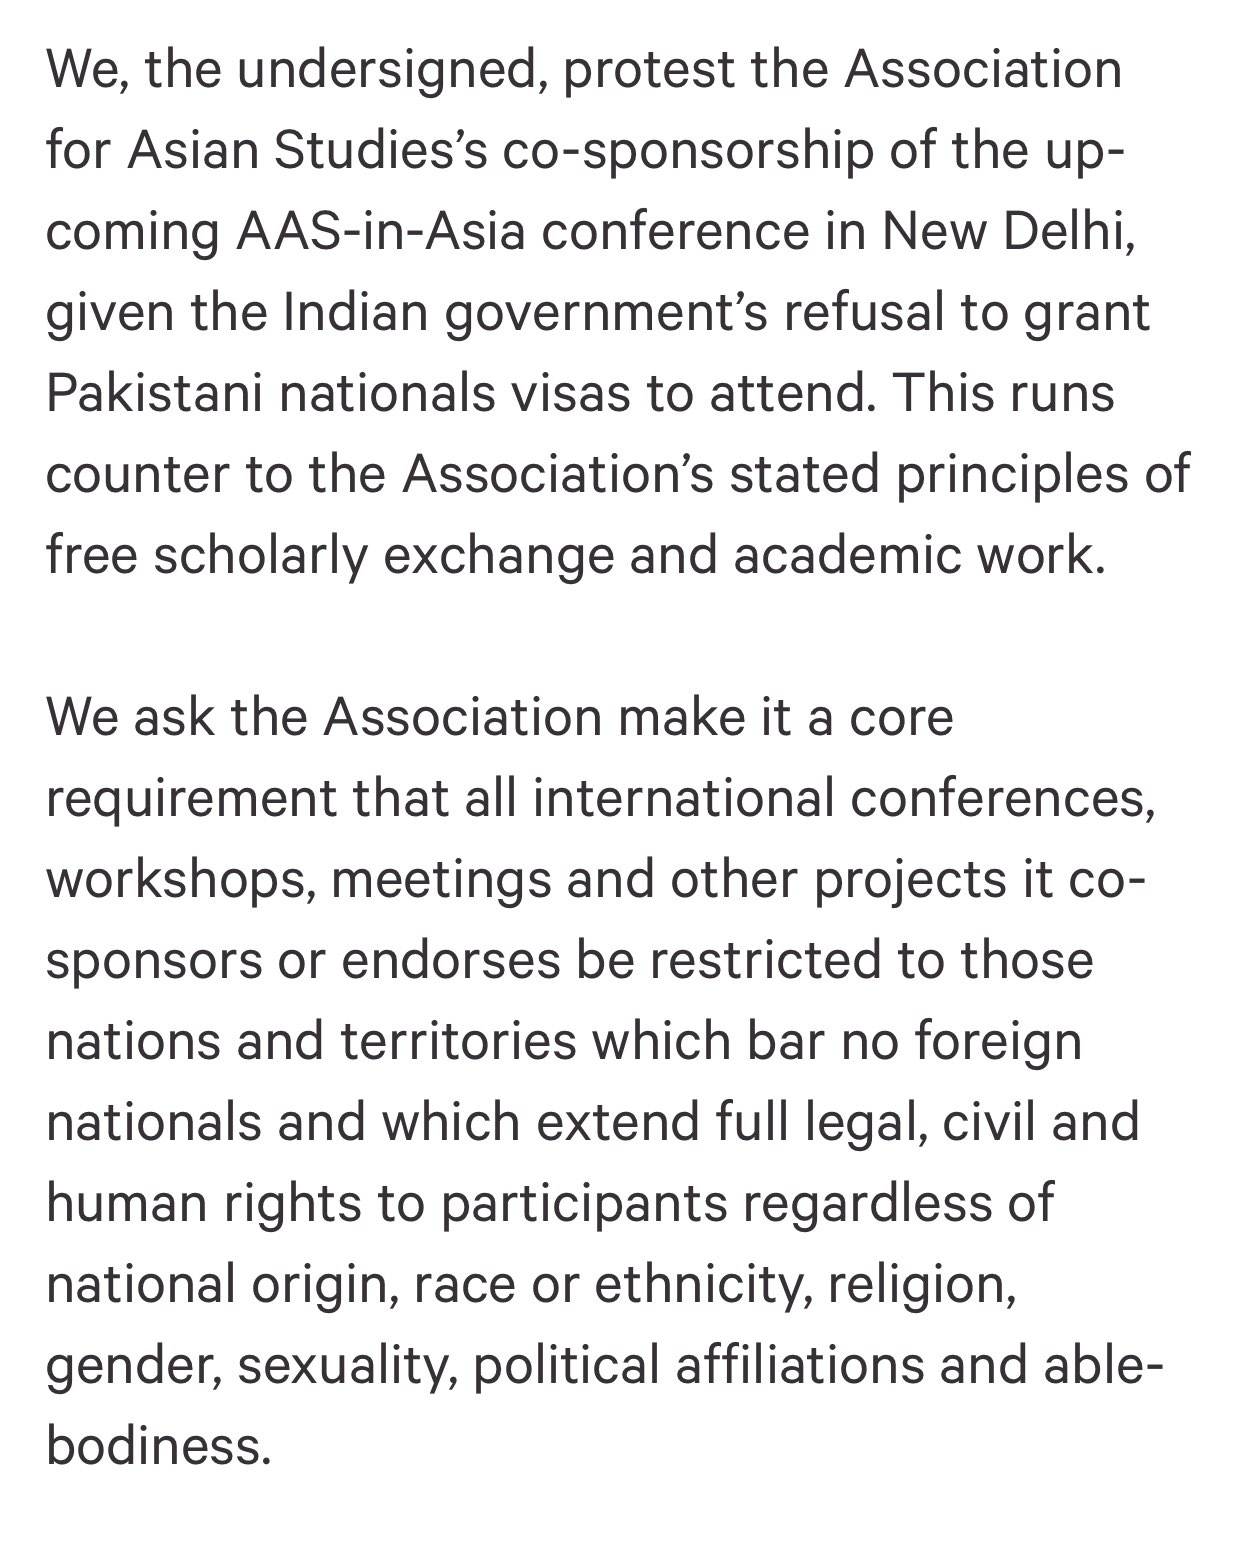 We, the undersigned, protest the Association
for Asian Studies’s co-sponsorship of the up-
coming AAS-in-Asia conference in New Delhi,
given the Indian government’s refusal to grant
Pakistani nationals visas to attend. This runs
counter to the Association’s stated principles of
free scholarly exchange and academic work.
We ask the Association make it a core
requirement that all international conferences,
workshops, meetings and other projects it co-
sponsors or endorses be restricted to those
nations and territories which bar no foreign
nationals and which extend full legal, civil and
human rights to participants regardless of
national origin, race or ethnicity, religion,
gender, sexuality, political affiliations and able-
bodiness.